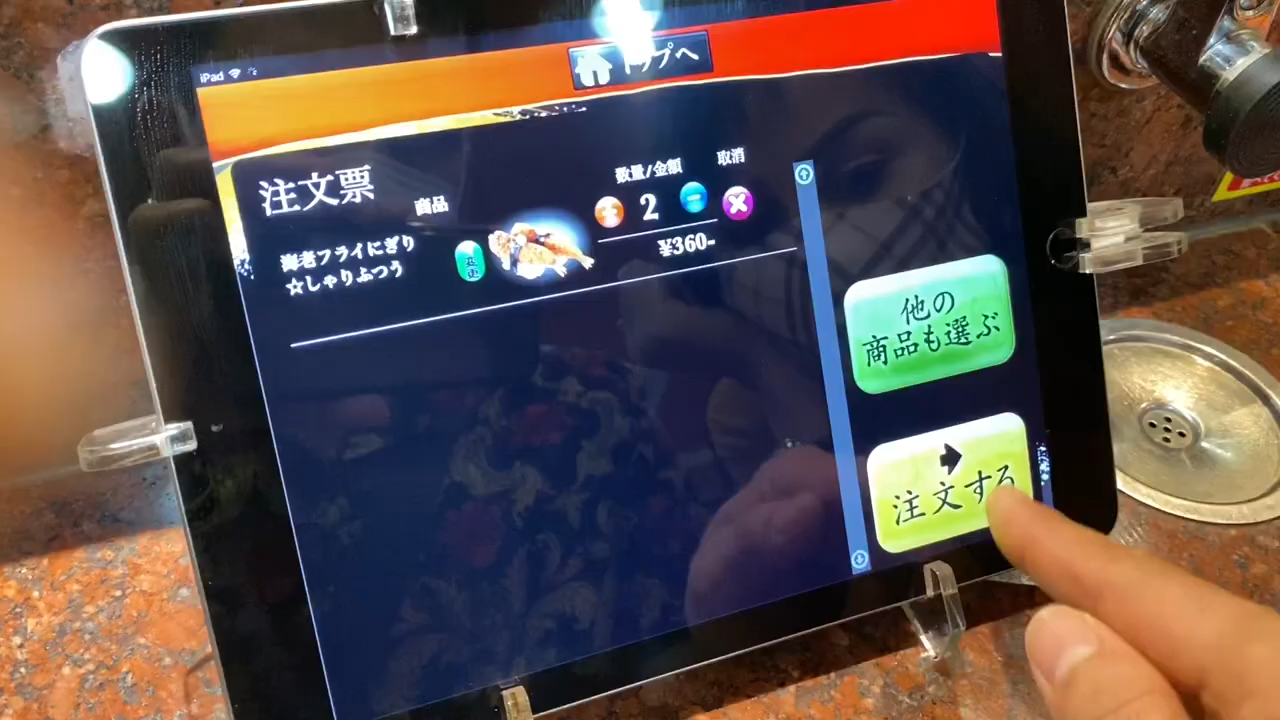 iPad
トップへ
注文票
商品
数量/金額
取消
海老フライにぎり
☆しゃりふつう
変更
2
¥360-
他の
商品も選ぶ
注文する